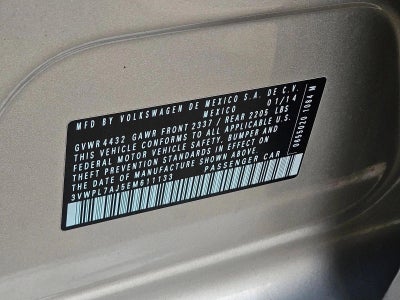 MFD BY VOLKSWAGEN DE MEXICO S.A. DE C.V.
MEXICO 01/14
GVWR 4432 GAWR FRONT 2337 / REAR 2205 LBS
THIS VEHICLE CONFORMS TO ALL APPLICABLE
FEDERAL MOTOR VEHICLE SAFETY, BUMPER AND
THEFT PREVENTION STANDARDS IN EFFECT ON
THE DATE OF MANUFACTURE SHOWN ABOVE.
3VWPL7AJ5EM611133 PASSENGER CAR